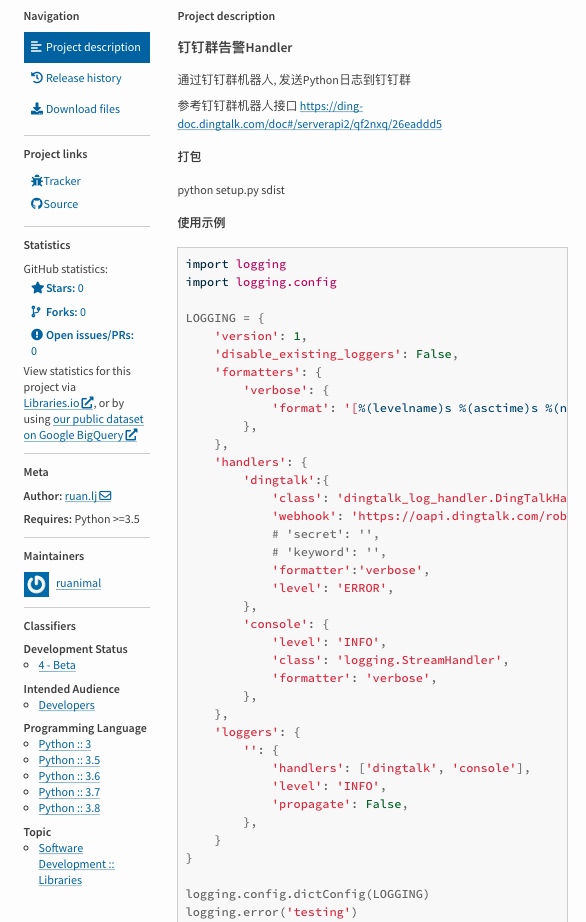 Navigation
Project description
Release history
Download files
Project links
Tracker
Source
Statistics
GitHub statistics:
Stars: 0
Forks: 0
Open issues/PRs:
0
View statistics for this
project via
Libraries.io, or by
using our public dataset
on Google BigQuery
Meta
Author: ruan.lj
Requires: Python >=3.5
Maintainers
ruanimal
Classifiers
Development Status
4 - Beta
Intended Audience
Developers
Programming Language
Python :: 3
Python :: 3.5
Python :: 3.6
Python :: 3.7
Python :: 3.8
Topic
Software
Development ::
Libraries
Project description
钉钉群告警Handler
通过钉钉群机器人, 发送Python日志到钉钉群
参考钉钉群机器人接口 https://ding-
doc.dingtalk.com/doc#/serverapi2/qf2nxq/26eaddd5
打包
python setup.py sdist
使用示例
import logging
import logging.config
LOGGING = {
    'version': 1,
    'disable_existing_loggers': False,
    'formatters': {
        'verbose': {
            'format': '[%(levelname)s %(asctime)s %(n
        },
    },
    'handlers': {
        'dingtalk':{
            'class': 'dingtalk_log_handler.DingTalkHa
            'webhook': 'https://oapi.dingtalk.com/rob
            # 'secret': '',
            # 'keyword': '',
            'formatter':'verbose',
            'level': 'ERROR',
        },
        'console': {
            'level': 'INFO',
            'class': 'logging.StreamHandler',
            'formatter': 'verbose',
        },
    },
    'loggers': {
        '': {
            'handlers': ['dingtalk', 'console'],
            'level': 'INFO',
            'propagate': False,
        },
    }
}
logging.config.dictConfig(LOGGING)
logging.error('testing')